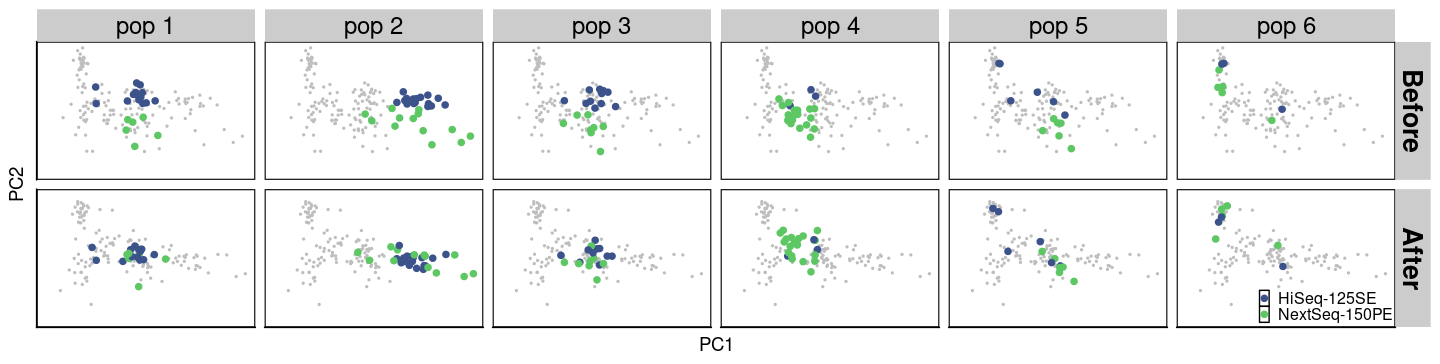 pop 1 pop 2 pop 3 pop 4 pop 5 pop 6
Before
PC2
After
HiSeq-125SE
NextSeq-150PE
PC1